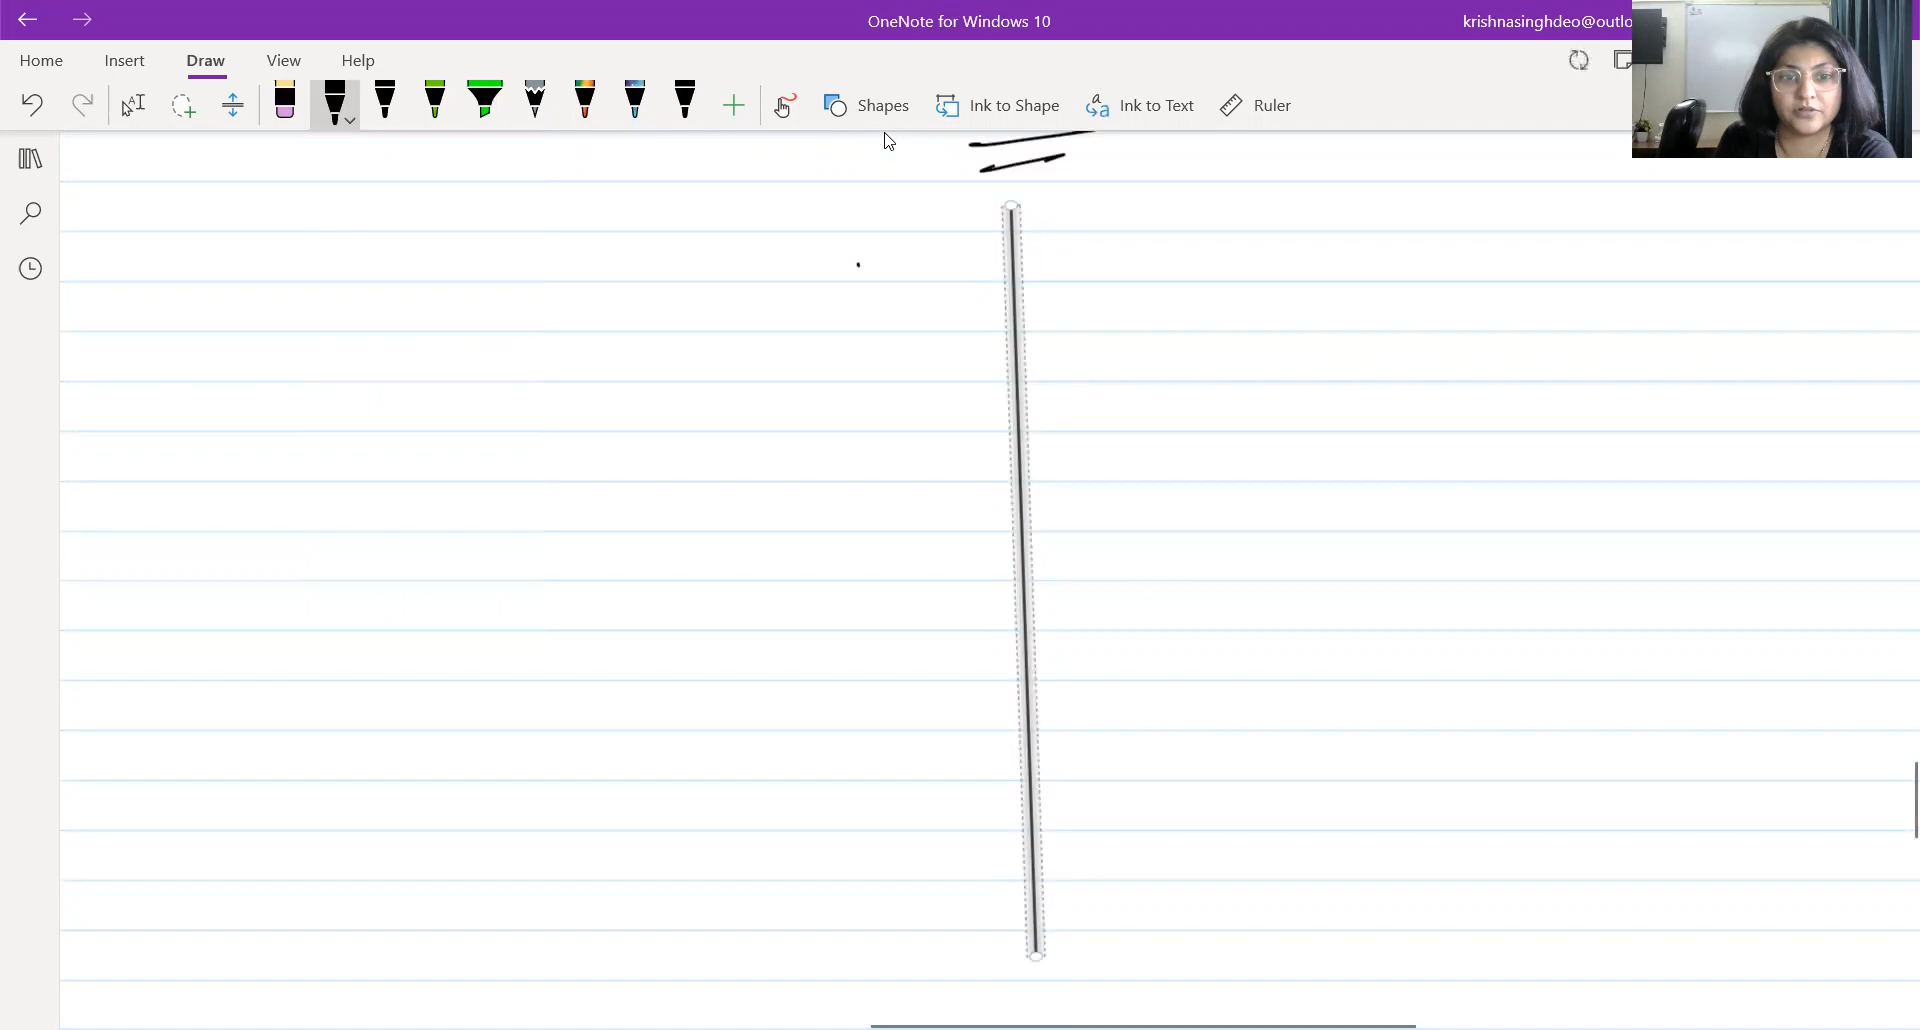 OneNote for Windows 10
krishnasinghdeo@outlo
Home Insert Draw View Help
Shapes Ink to Shape Ink to Text Ruler